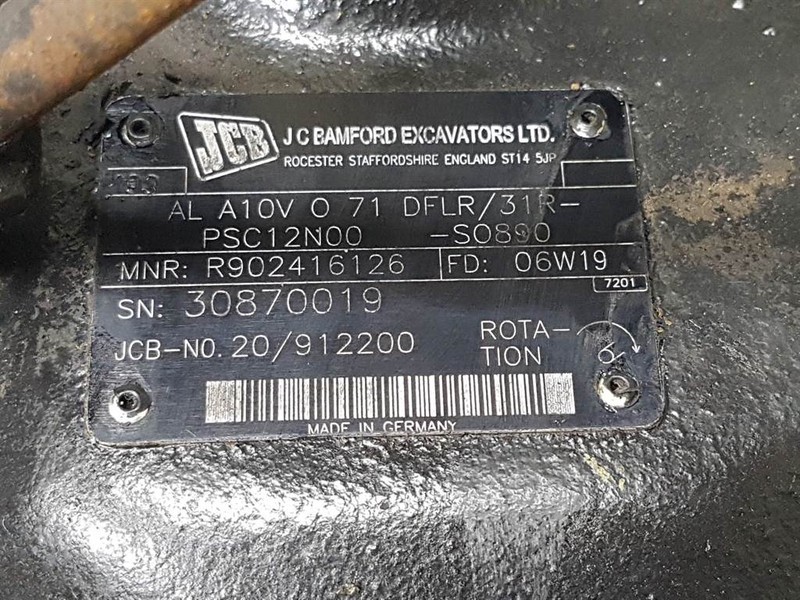 JCB
J C BAMFORD EXCAVATORS LTD.
ROCESTER STAFFORDSHIRE ENGLAND ST14 5JP
AL A10V O 71 DFLR/31R-
PSC12N00 -S0890
MNR: R902416126 FD: 06W19
7201
SN: 30870019
JCB-NO. 20/912200
ROTA-
TION
MADE IN GERMANY